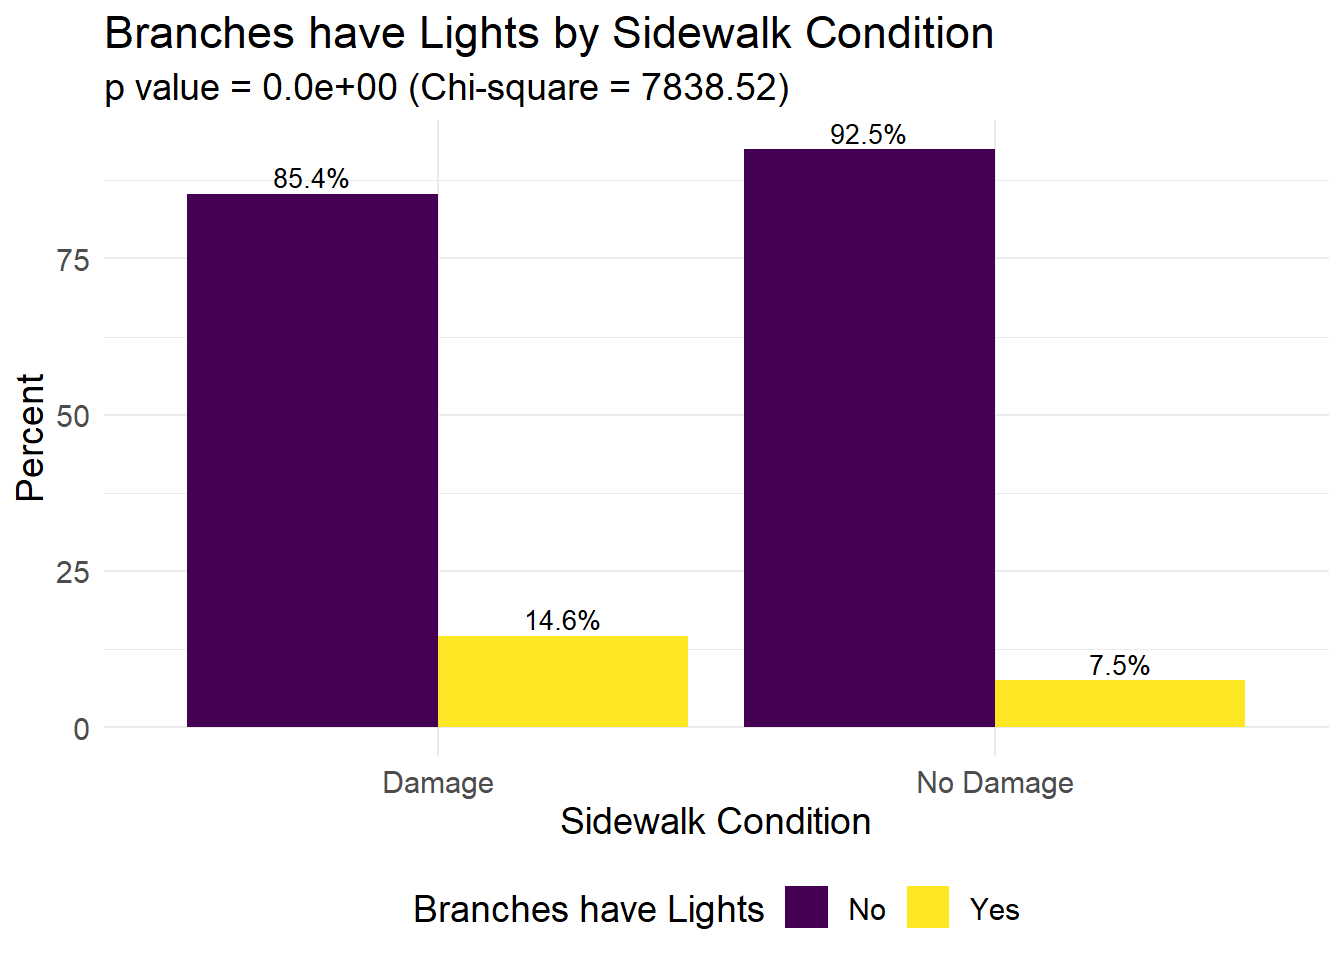 Branches have Lights by Sidewalk Condition
p value = 0.0e+00 (Chi-square = 7838.52)
92.5%
85.4%
75
50
25
0
14.6%
7.5%
Percent
Damage
No Damage
Sidewalk Condition
Branches have Lights No Yes